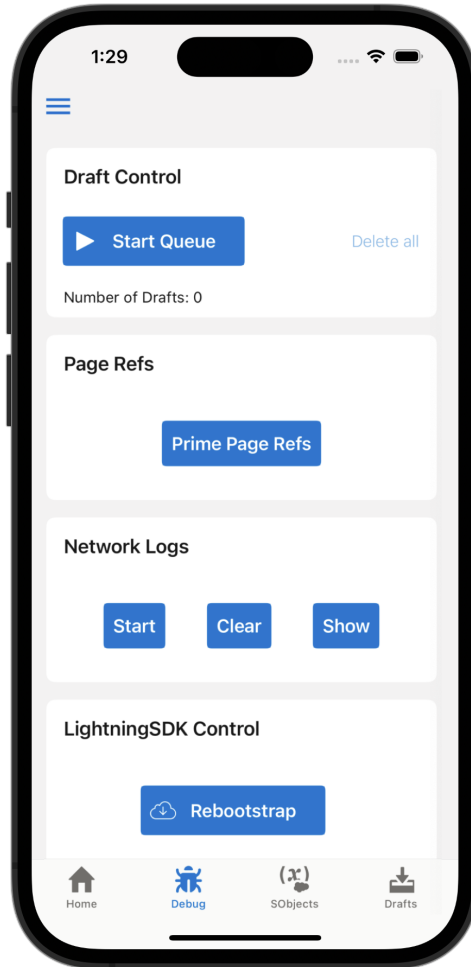 1:29
Draft Control
Start Queue
Delete all
Number of Drafts: 0
Page Refs
Prime Page Refs
Network Logs
Start Clear Show
LightningSDK Control
Rebootstrap
(x)
Home Debug SObjects Drafts